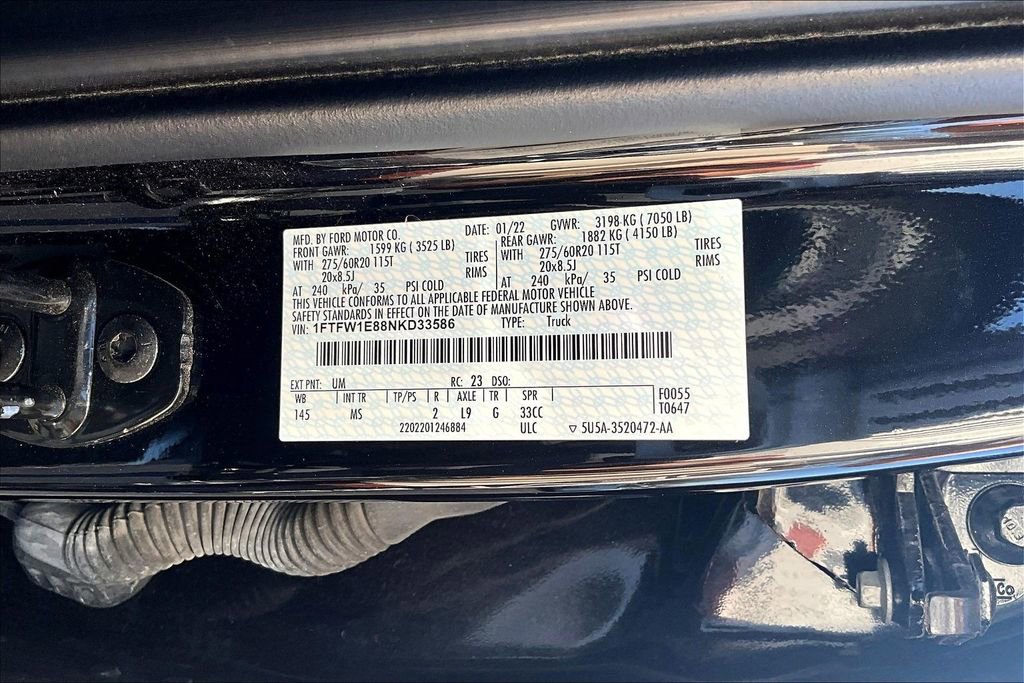 MFD. BY FORD MOTOR CO. DATE: 01/22 GVWR: 3198 KG ( 7050 LB)
FRONT GAWR: 1599 KG ( 3525 LB) REAR GAWR: 1882 KG ( 4150 LB)
WITH 275/60R20 115T TIRES WITH 275/60R20 115T TIRES
20x8.5J RIMS 20x8.5J RIMS
AT 240 kPa/ 35 PSI COLD AT 240 kPa/ 35 PSI COLD
THIS VEHICLE CONFORMS TO ALL APPLICABLE FEDERAL MOTOR VEHICLE
SAFETY STANDARDS IN EFFECT ON THE DATE OF MANUFACTURE SHOWN ABOVE.
VIN: 1FTFW1E88NKD33586 TYPE: Truck
EXT PNT: UM RC: 23 DSO:
WB INT TR TP/PS R AXLE TR SPR F0055
145 MS 2 L9 G 33CC T0647
2202201246884 ULC ▽ 5U5A-3520472-AA
10.9
Co